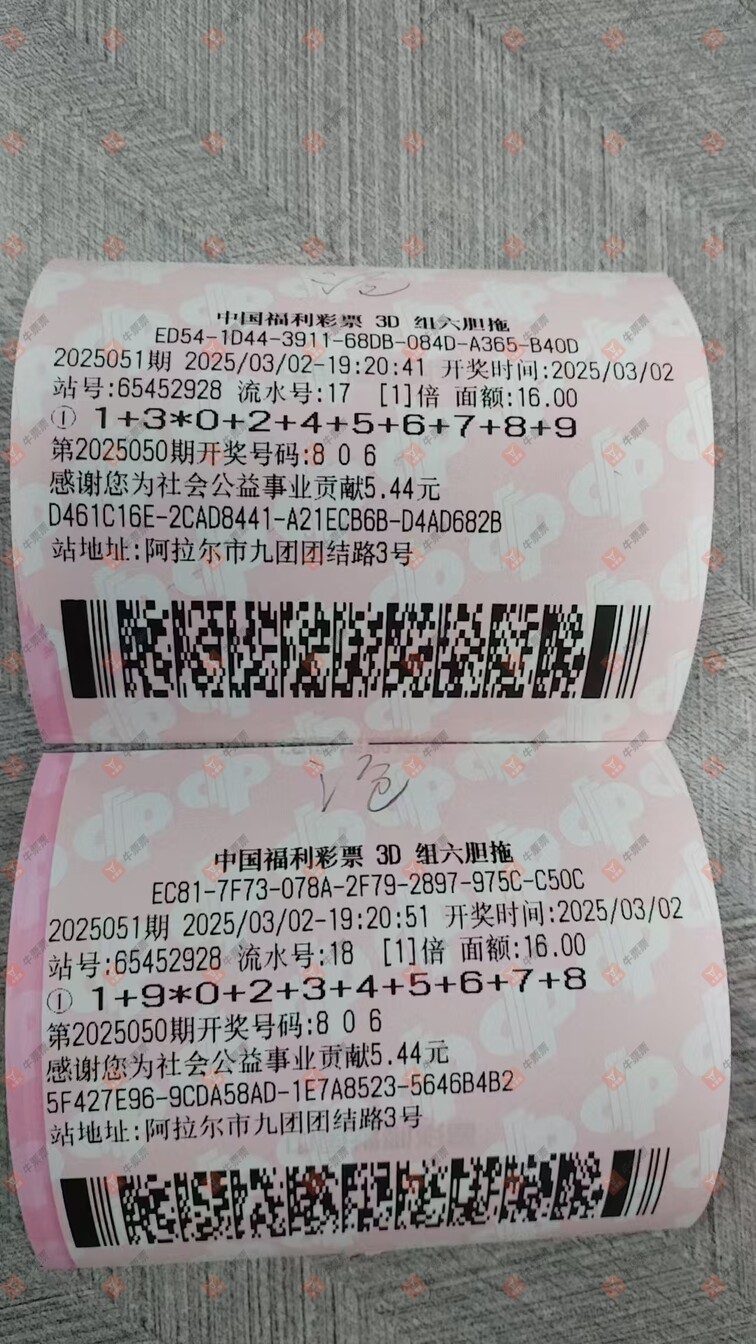 中国福利彩票 3D 组六胆拖
ED54-1D44-3911-68DB-084D-A365-B40D
2025051期 2025/03/02-19:20:41 开奖时间:2025/03/02
站号:65452928 流水号:17 [1]倍 面额:16.00
① 1+3*0+2+4+5+6+7+8+9
第2025050期开奖号码:8 0 6
感谢您为社会公益事业贡献5.44元
D461C16E-2CAD8441-A21ECB6B-D4AD682B
站地址:阿拉尔市九团团结路3号
中国福利彩票 3D 组六胆拖
EC81-7F73-078A-2F79-2897-975C-C50C
2025051期 2025/03/02-19:20:51 开奖时间:2025/03/02
站号:65452928 流水号:18 [1]倍 面额:16.00
① 1+9*0+2+3+4+5+6+7+8
第2025050期开奖号码:8 0 6
感谢您为社会公益事业贡献5.44元
5F427E96-9CDA58AD-1E7A8523-5646B4B2
站地址:阿拉尔市九团团结路3号